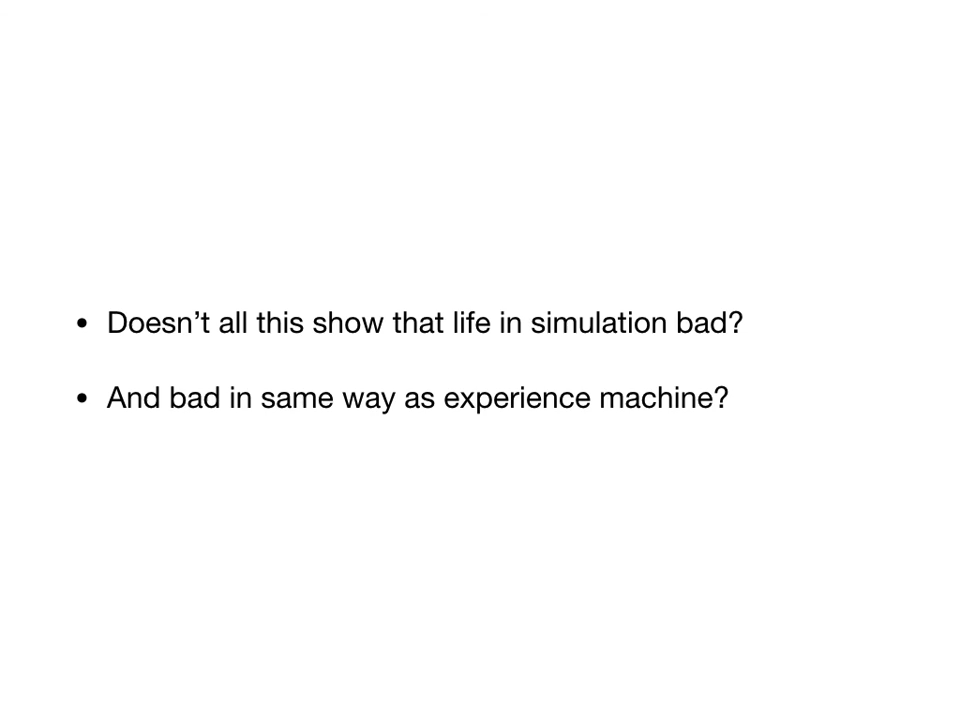 • Doesn’t all this show that life in simulation bad?
• And bad in same way as experience machine?